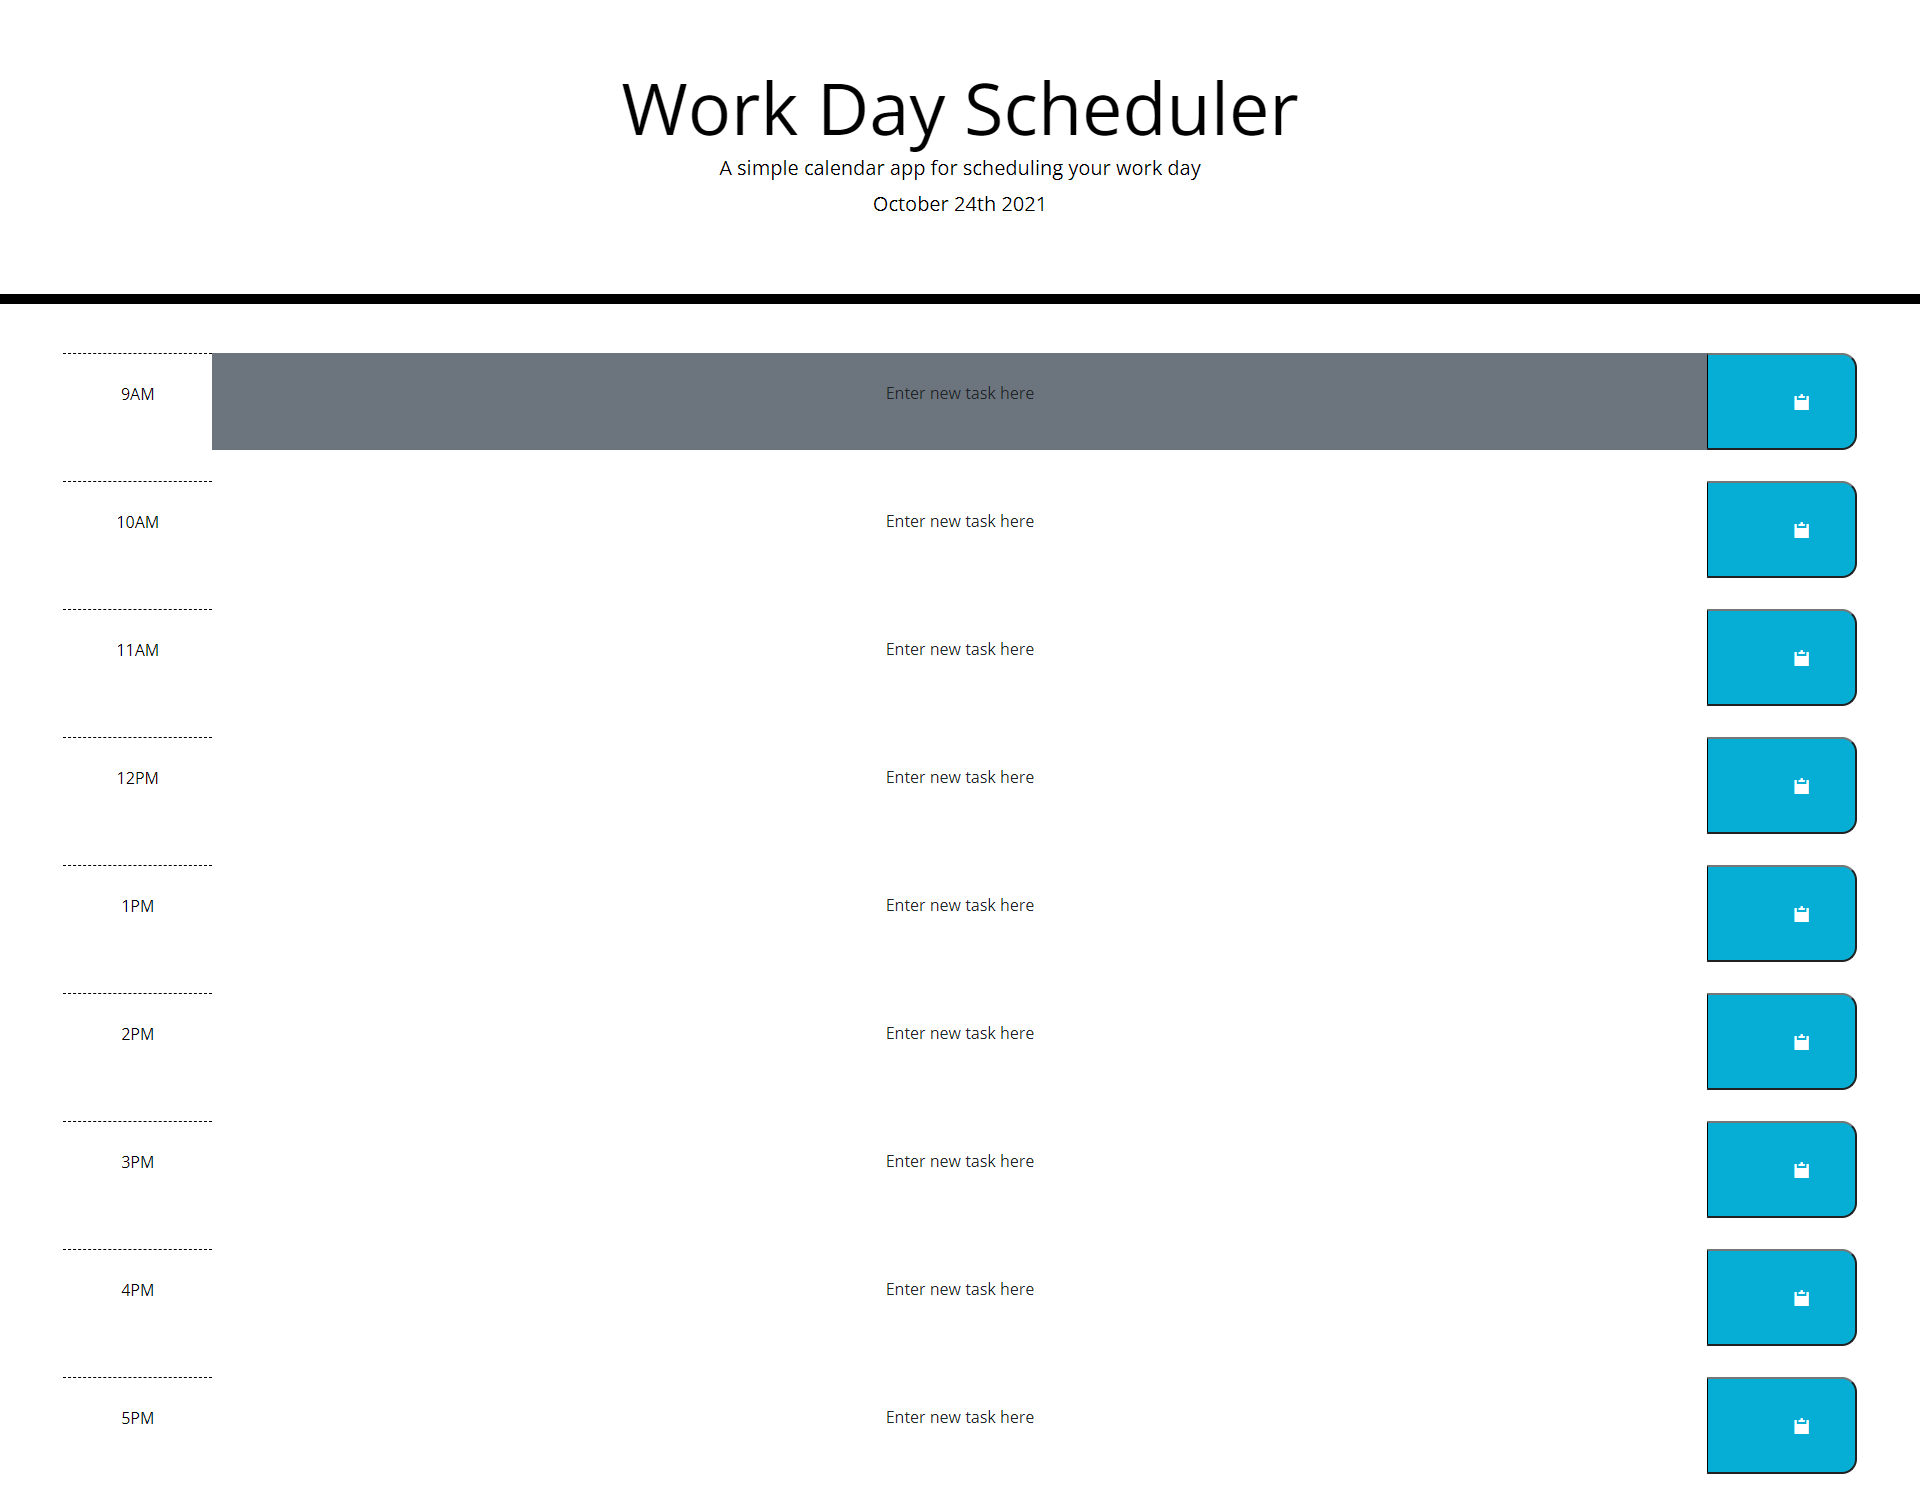 Work Day Scheduler
A simple calendar app for scheduling your work day
October 24th 2021
9AM
Enter new task here
10AM
Enter new task here
11AM
Enter new task here
12PM
Enter new task here
1PM
Enter new task here
2PM
Enter new task here
3PM
Enter new task here
4PM
Enter new task here
5PM
Enter new task here